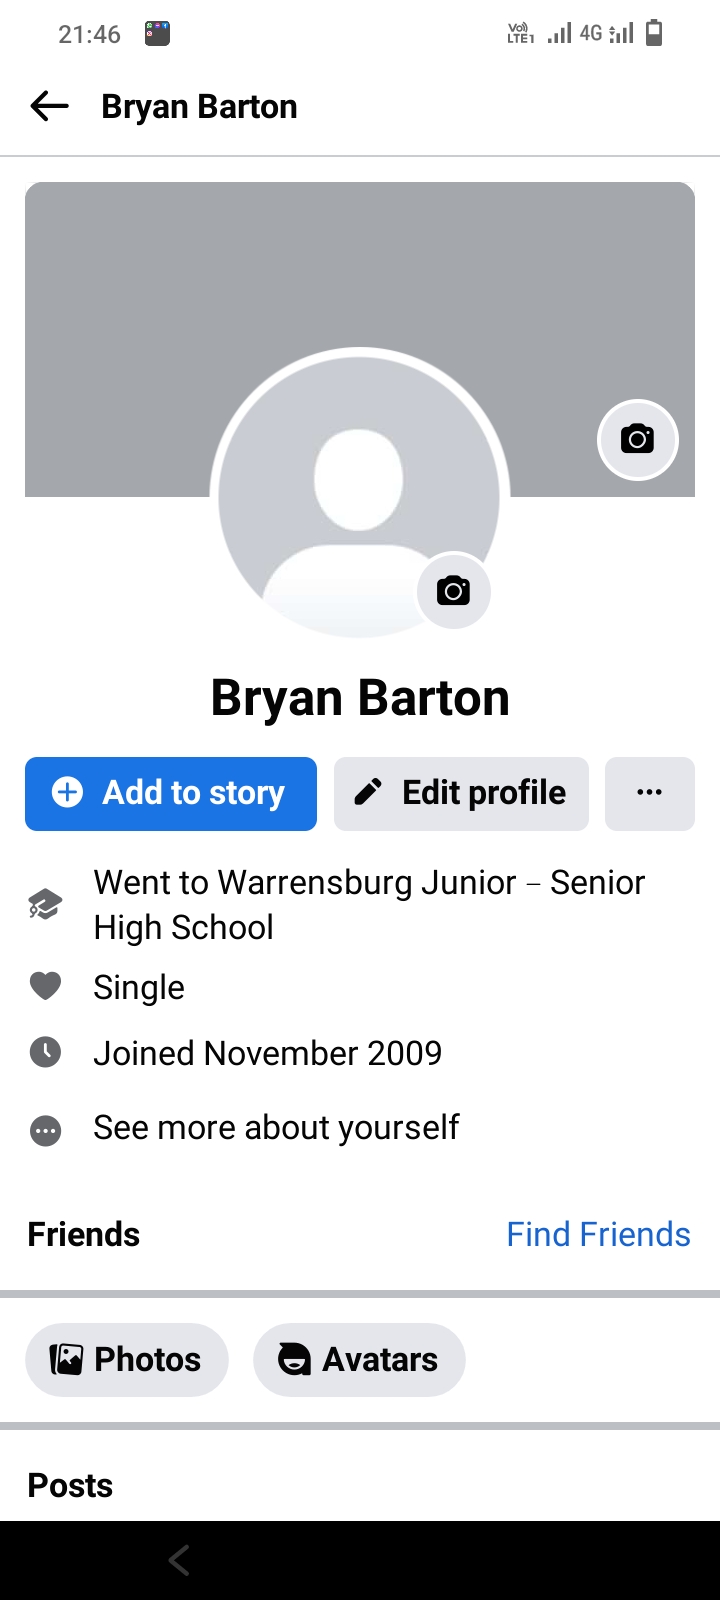 21:46
Vo)) LTE1 4G
Bryan Barton
Bryan Barton
Add to story
Edit profile
Went to Warrensburg Junior – Senior
High School
Single
Joined November 2009
See more about yourself
Friends
Find Friends
Photos
Avatars
Posts